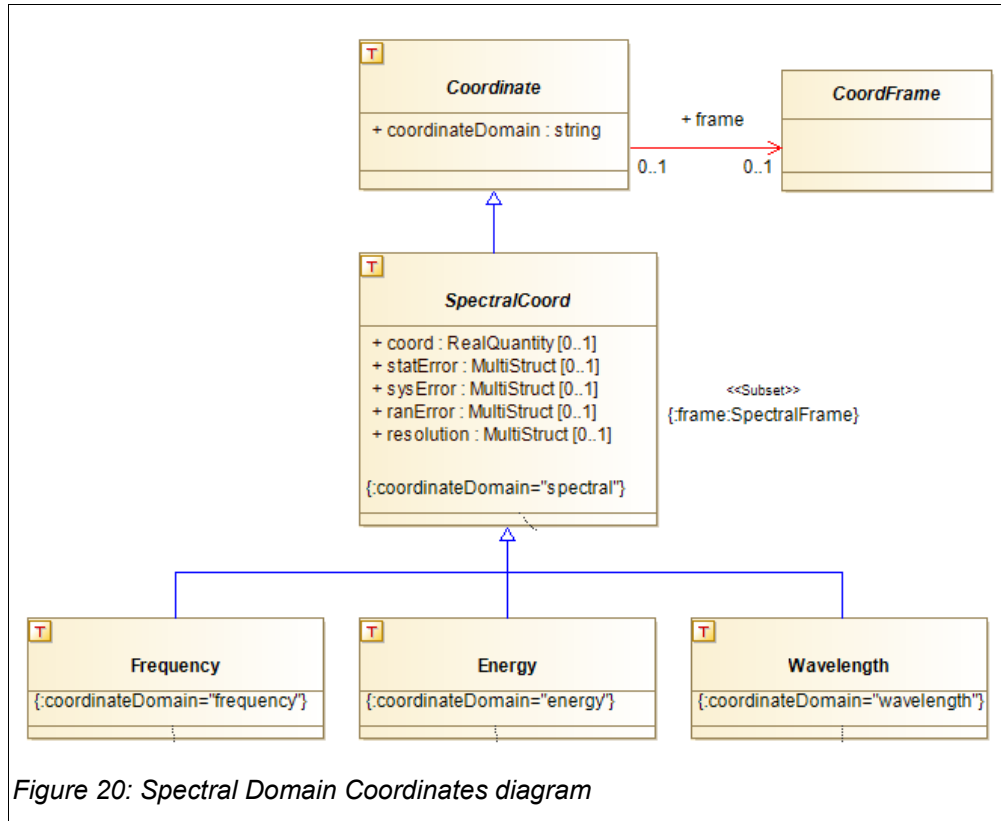 T
Coordinate
+ coordinateDomain : string
CoordFrame
+ frame
0..1
0..1
T
SpectralCoord
+ coord : RealQuantity [0..1]
+ statError : MultiStruct [0..1]
+ sysError : MultiStruct [0..1]
+ ranError : MultiStruct [0..1]
+ resolution : MultiStruct [0..1]
{:coordinateDomain="spectral"}
<<Subset>>
{:frame:SpectralFrame}
T
Frequency
{:coordinateDomain="frequency"}
T
Energy
{:coordinateDomain="energy"}
T
Wavelength
{:coordinateDomain="wavelength"}
Figure 20: Spectral Domain Coordinates diagram